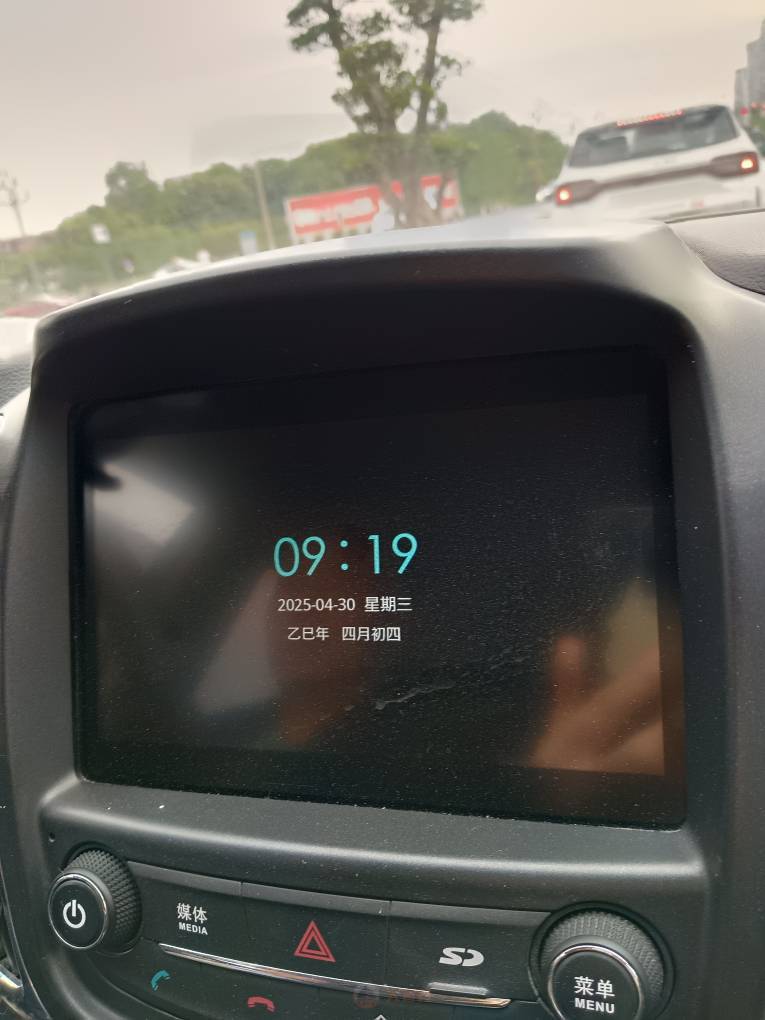 09:19
2025-04-30 星期三
乙巳年 四月初四
媒体
MEDIA
SD
菜单
MENU